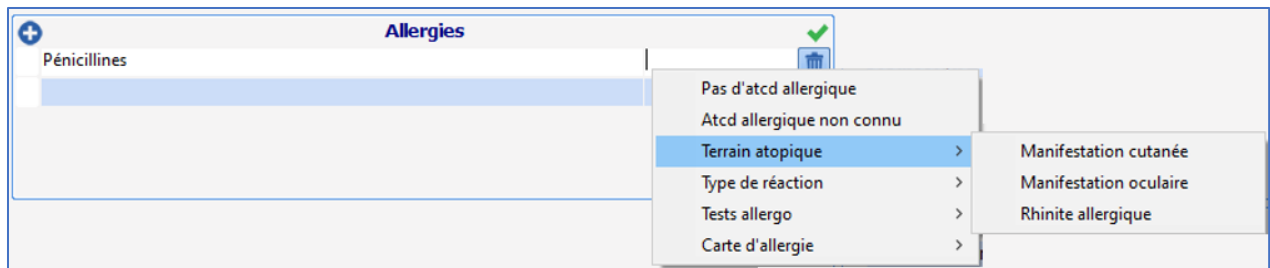 Allergies
Pénicillines
Pas d'atcd allergique
Atcd allergique non connu
Terrain atopique
Manifestation cutanée
Type de réaction
Manifestation oculaire
Tests allergo
Rhinite allergique
Carte d'allergie